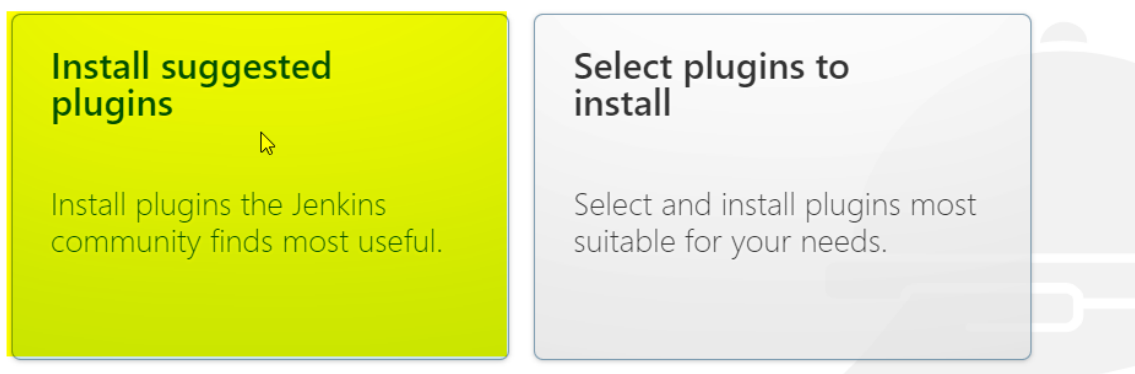 Install suggested
plugins
Install plugins the Jenkins
community finds most useful.
Select plugins to
install
Select and install plugins most
suitable for your needs.